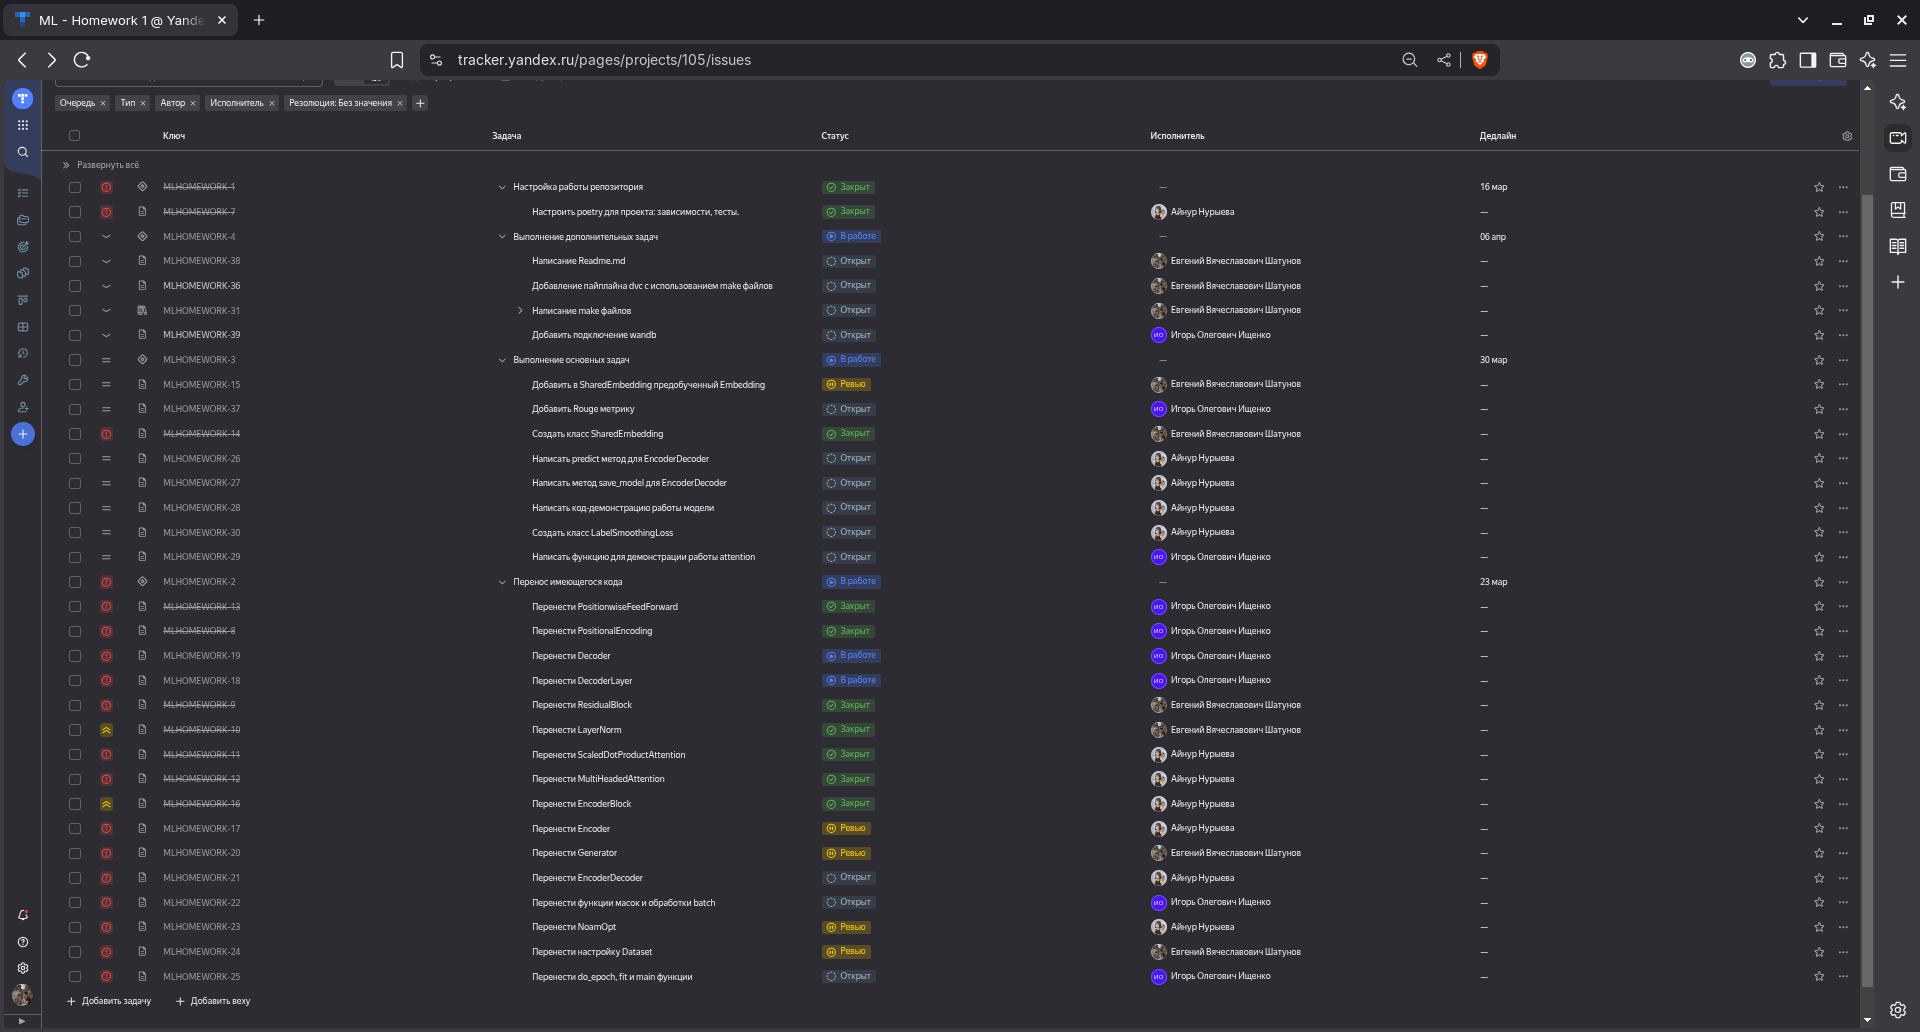 ML - Homework 1 @ Yande
tracker.yandex.ru/pages/projects/105/issues
Очередь × Тип × Автор × Исполнитель × Резолюция: Без значения × +
Ключ Задача Статус Исполнитель Дедлайн
Развернуть всё
MLHOMEWORK-1 Настройка работы репозитория Закрыт — 16 мар
MLHOMEWORK-7 Настроить poetry для проекта: зависимости, тесты. Закрыт Айнур Нурыева —
MLHOMEWORK-4 Выполнение дополнительных задач В работе — 06 апр
MLHOMEWORK-38 Написание Readme.md Открыт Евгений Вячеславович Шатунов —
MLHOMEWORK-36 Добавление пайплайна dvc с использованием make файлов Открыт Евгений Вячеславович Шатунов —
MLHOMEWORK-31 Написание make файлов Открыт Евгений Вячеславович Шатунов —
MLHOMEWORK-39 Добавить подключение wandb Открыт ИО Игорь Олегович Ищенко —
MLHOMEWORK-3 Выполнение основных задач В работе — 30 мар
MLHOMEWORK-15 Добавить в SharedEmbedding предобученный Embedding Ревью Евгений Вячеславович Шатунов —
MLHOMEWORK-37 Добавить Rouge метрику Открыт ИО Игорь Олегович Ищенко —
MLHOMEWORK-14 Создать класс SharedEmbedding Закрыт Евгений Вячеславович Шатунов —
MLHOMEWORK-26 Написать predict метод для EncoderDecoder Открыт Айнур Нурыева —
MLHOMEWORK-27 Написать метод save_model для EncoderDecoder Открыт Айнур Нурыева —
MLHOMEWORK-28 Написать код-демонстрацию работы модели Открыт Айнур Нурыева —
MLHOMEWORK-30 Создать класс LabelSmoothingLoss Открыт Айнур Нурыева —
MLHOMEWORK-29 Написать функцию для демонстрации работы attention Открыт ИО Игорь Олегович Ищенко —
MLHOMEWORK-2 Перенос имеющегося кода В работе — 23 мар
MLHOMEWORK-13 Перенести PositionwiseFeedForward Закрыт ИО Игорь Олегович Ищенко —
MLHOMEWORK-8 Перенести PositionalEncoding Закрыт ИО Игорь Олегович Ищенко —
MLHOMEWORK-19 Перенести Decoder В работе ИО Игорь Олегович Ищенко —
MLHOMEWORK-18 Перенести DecoderLayer В работе ИО Игорь Олегович Ищенко —
MLHOMEWORK-9 Перенести ResidualBlock Закрыт Евгений Вячеславович Шатунов —
MLHOMEWORK-10 Перенести LayerNorm Закрыт Евгений Вячеславович Шатунов —
MLHOMEWORK-11 Перенести ScaledDotProductAttention Закрыт Айнур Нурыева —
MLHOMEWORK-12 Перенести MultiHeadedAttention Закрыт Айнур Нурыева —
MLHOMEWORK-16 Перенести EncoderBlock Закрыт Айнур Нурыева —
MLHOMEWORK-17 Перенести Encoder Ревью Айнур Нурыева —
MLHOMEWORK-20 Перенести Generator Ревью Евгений Вячеславович Шатунов —
MLHOMEWORK-21 Перенести EncoderDecoder Открыт Айнур Нурыева —
MLHOMEWORK-22 Перенести функции масок и обработки batch Открыт ИО Игорь Олегович Ищенко —
MLHOMEWORK-23 Перенести NoamOpt Ревью Айнур Нурыева —
MLHOMEWORK-24 Перенести настройку Dataset Ревью Евгений Вячеславович Шатунов —
MLHOMEWORK-25 Перенести do_epoch, fit и main функции Открыт ИО Игорь Олегович Ищенко —
+ Добавить задачу + Добавить веху